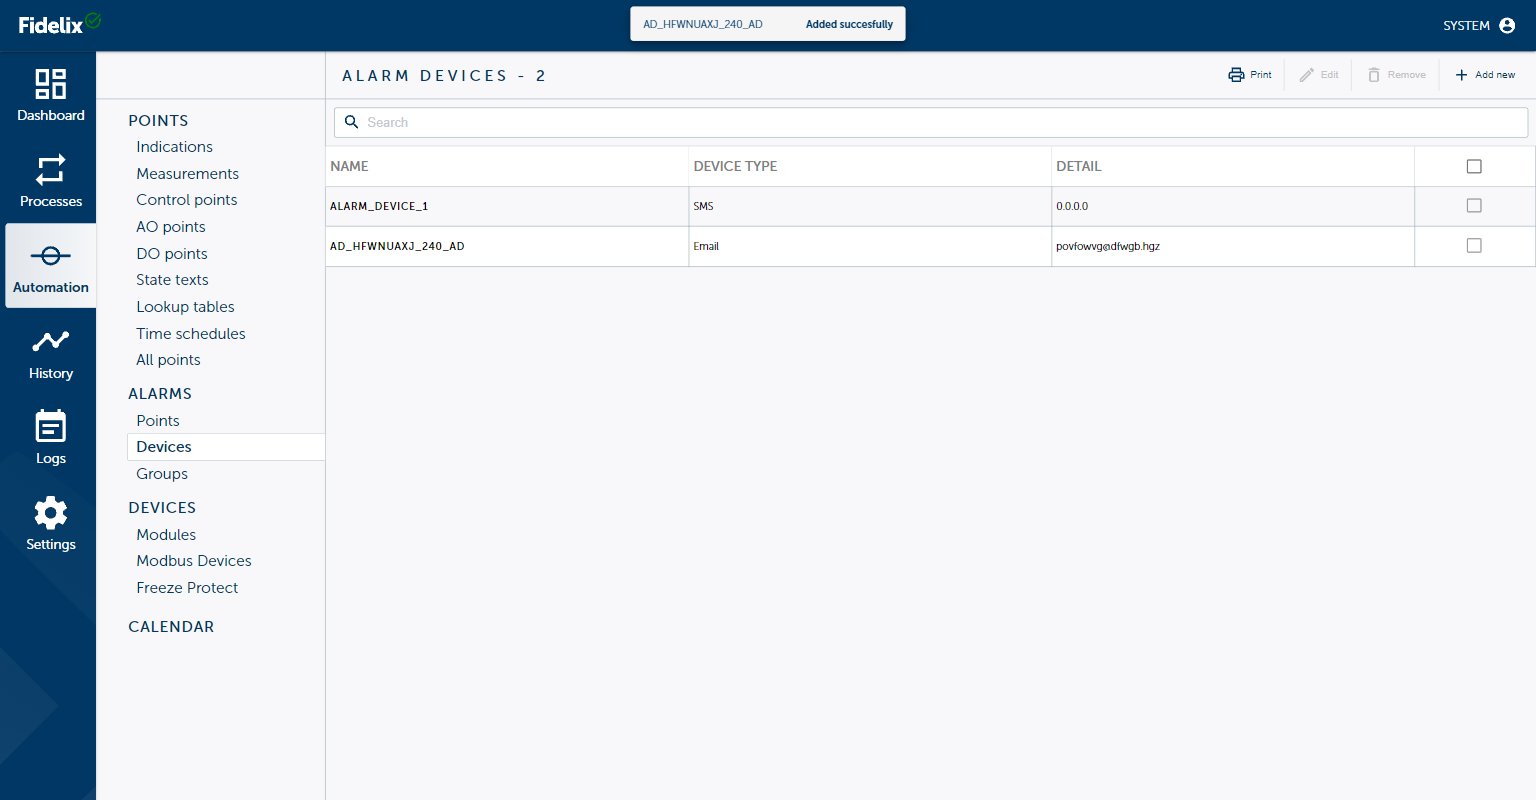 Fidelix
AD_HFWNUAXJ_240_AD Added succesfully
SYSTEM
Dashboard
Processes
Automation
History
Logs
Settings
POINTS
Indications
Measurements
Control points
AO points
DO points
State texts
Lookup tables
Time schedules
All points
ALARMS
Points
Devices
Groups
DEVICES
Modules
Modbus Devices
Freeze Protect
CALENDAR
ALARM DEVICES - 2
Print
Edit
Remove
Add new
Search
NAME DEVICE TYPE DETAIL
ALARM_DEVICE_1 SMS 0.0.0.0
AD_HFWNUAXJ_240_AD Email povfowvg@dfwgb.hgz